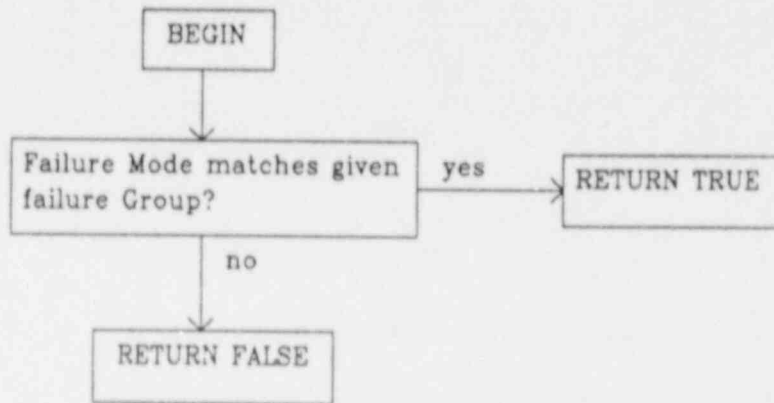 BEGIN
Failure Mode matches given
failure Group?
yes
RETURN TRUE
no
RETURN FALSE